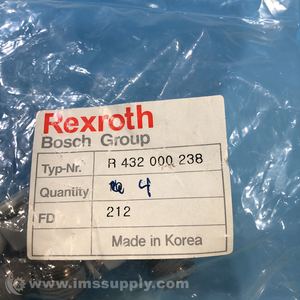 Rexroth
Bosch Group
Typ-Nr. R 432 000 238
Quantity 4
FD 212
Made in Korea
© www.imssupply.com